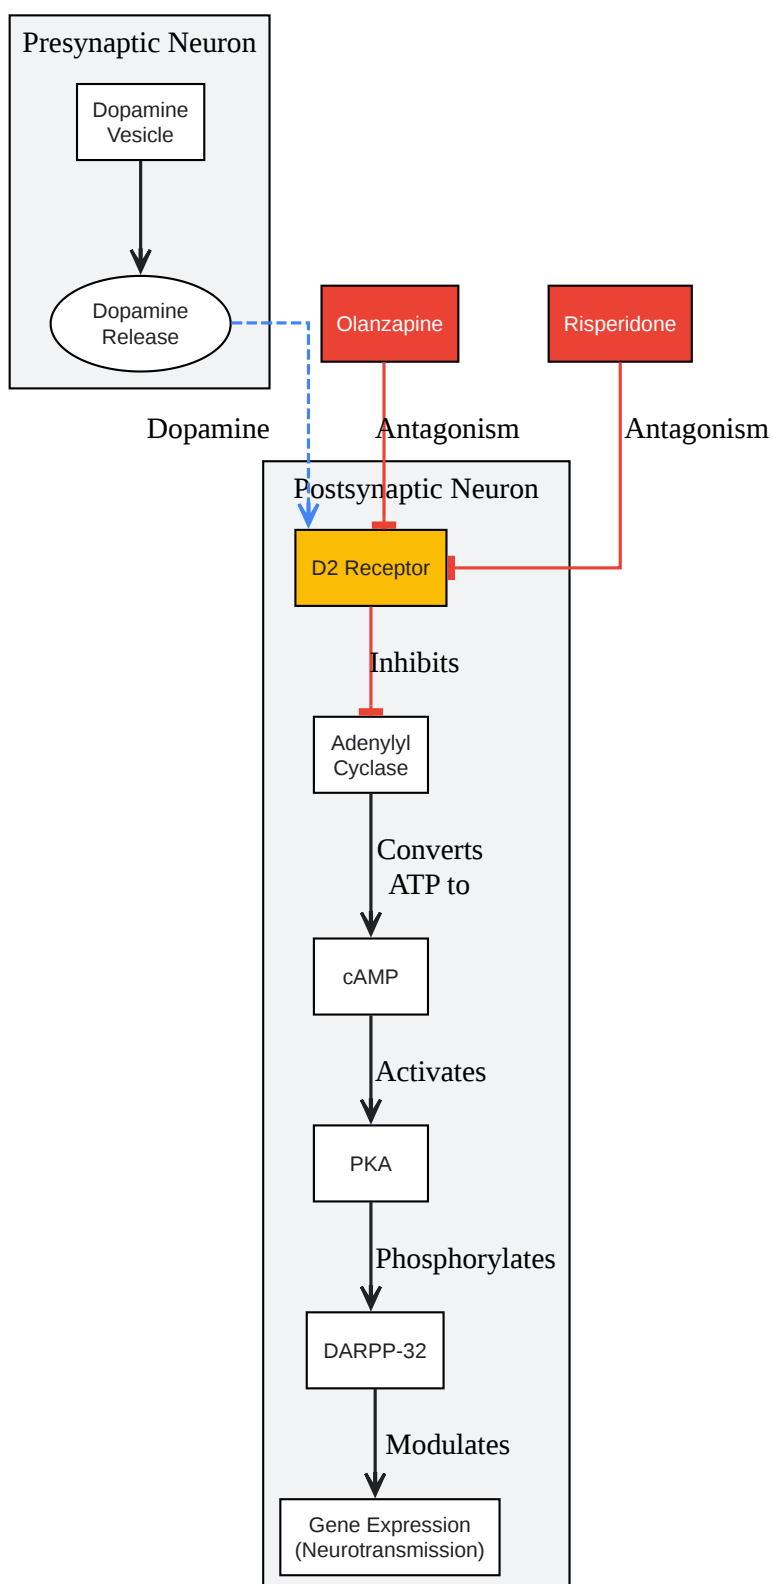 Presynaptic Neuron
Dopamine
Vesicle
Dopamine
Release
Olanzapine
Risperidone
Dopamine
Antagonism
Antagonism
Postsynaptic Neuron
D2 Receptor
Inhibits
Adenylyl
Cyclase
Converts
ATP to
cAMP
Activates
PKA
Phosphorylates
DARPP-32
Modulates
Gene Expression
(Neurotransmission)